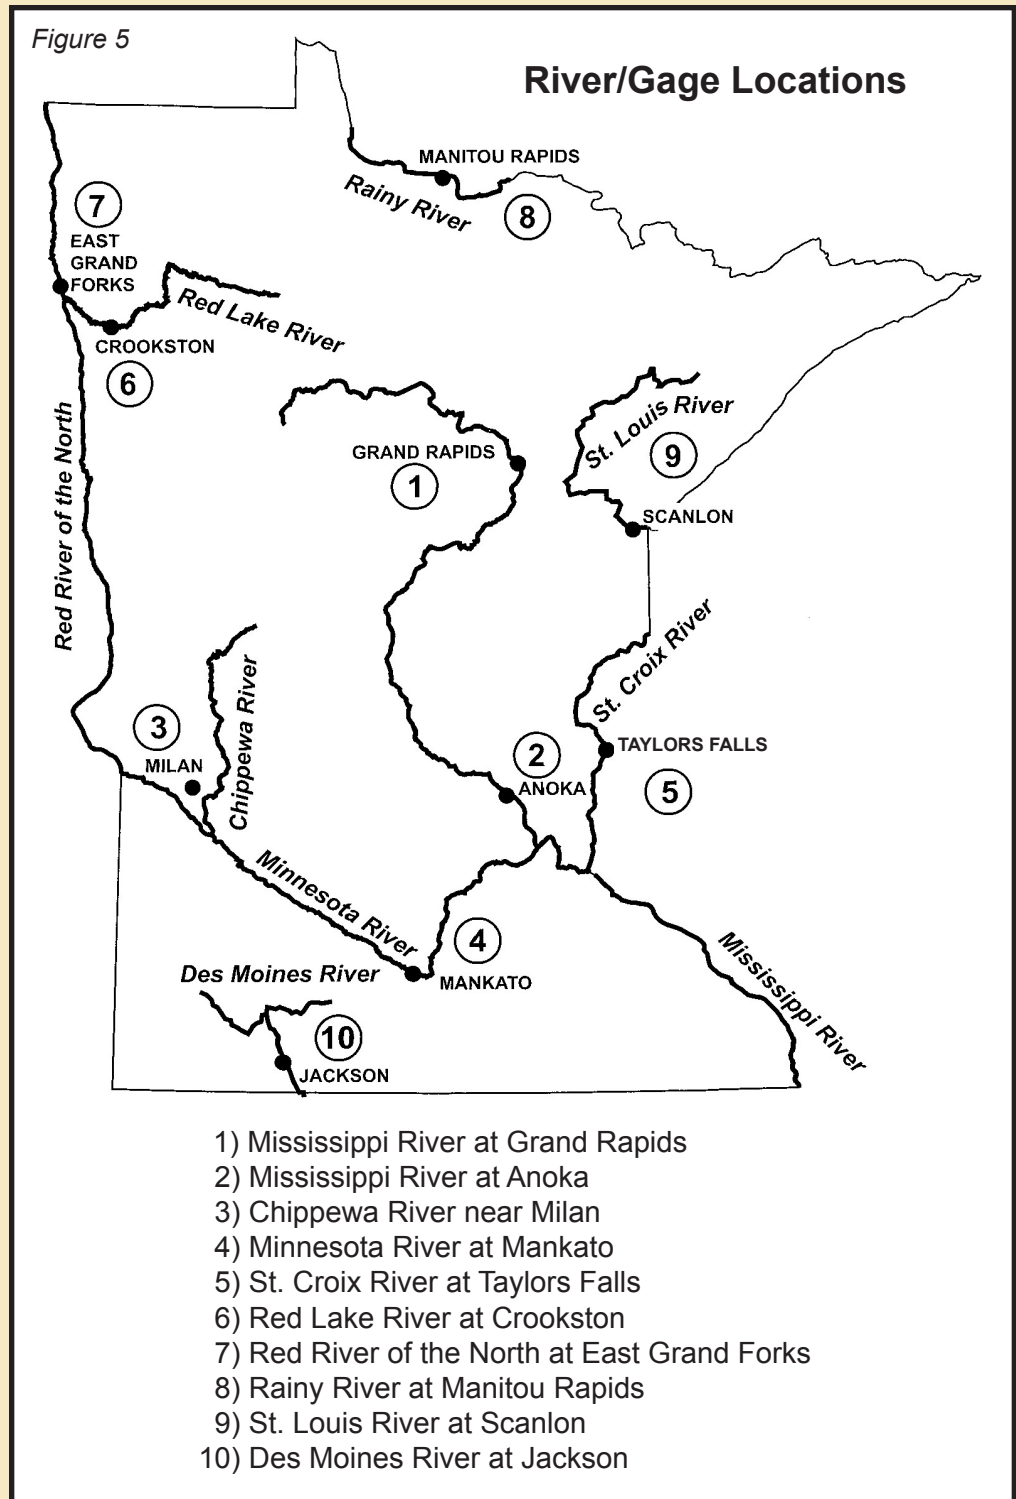 Figure 5
River/Gage Locations
MANITOU RAPIDS
Rainy River
8
7
EAST
GRAND
FORKS
Red Lake River
CROOKSTON
6
Red River of the North
GRAND RAPIDS
1
St. Louis River
9
SCANLON
St. Croix River
3
MILAN
Chippewa River
2
ANOKA
TAYLORS FALLS
5
Minnesota River
4
MANKATO
Des Moines River
10
JACKSON
Mississippi River
1) Mississippi River at Grand Rapids
2) Mississippi River at Anoka
3) Chippewa River near Milan
4) Minnesota River at Mankato
5) St. Croix River at Taylors Falls
6) Red Lake River at Crookston
7) Red River of the North at East Grand Forks
8) Rainy River at Manitou Rapids
9) St. Louis River at Scanlon
10) Des Moines River at Jackson